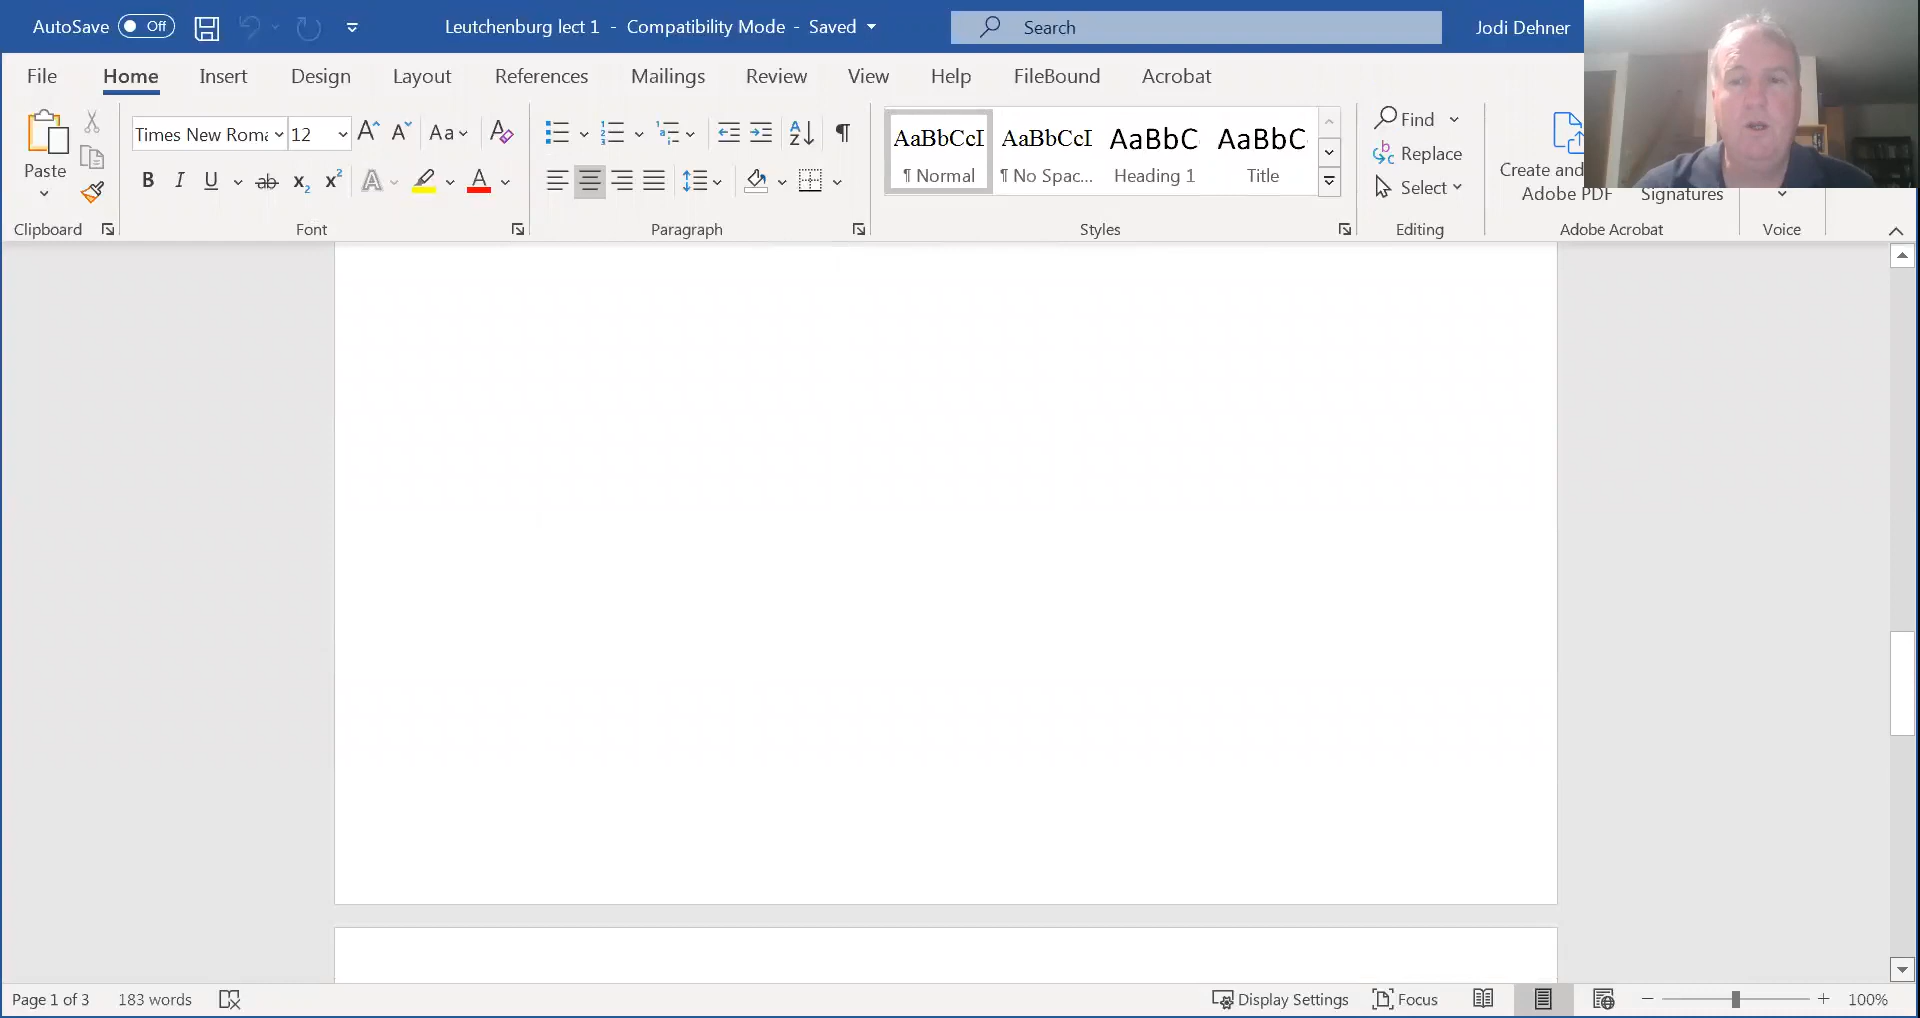 AutoSave Off Leutchenburg lect 1 - Compatibility Mode - Saved Search Jodi Dehner
File Home Insert Design Layout References Mailings Review View Help FileBound Acrobat
Paste
Clipboard
Times New Roma 12 Aa
B I U ab x2 x2 A A
Font
Paragraph
AaBbCcI AaBbCcI AaBbC AaBbC
¶ Normal ¶ No Spac... Heading 1 Title
Styles
Find
Replace
Select
Editing
Create and
Adobe PDF Signatures
Adobe Acrobat
Voice
Page 1 of 3 183 words Display Settings Focus 100%